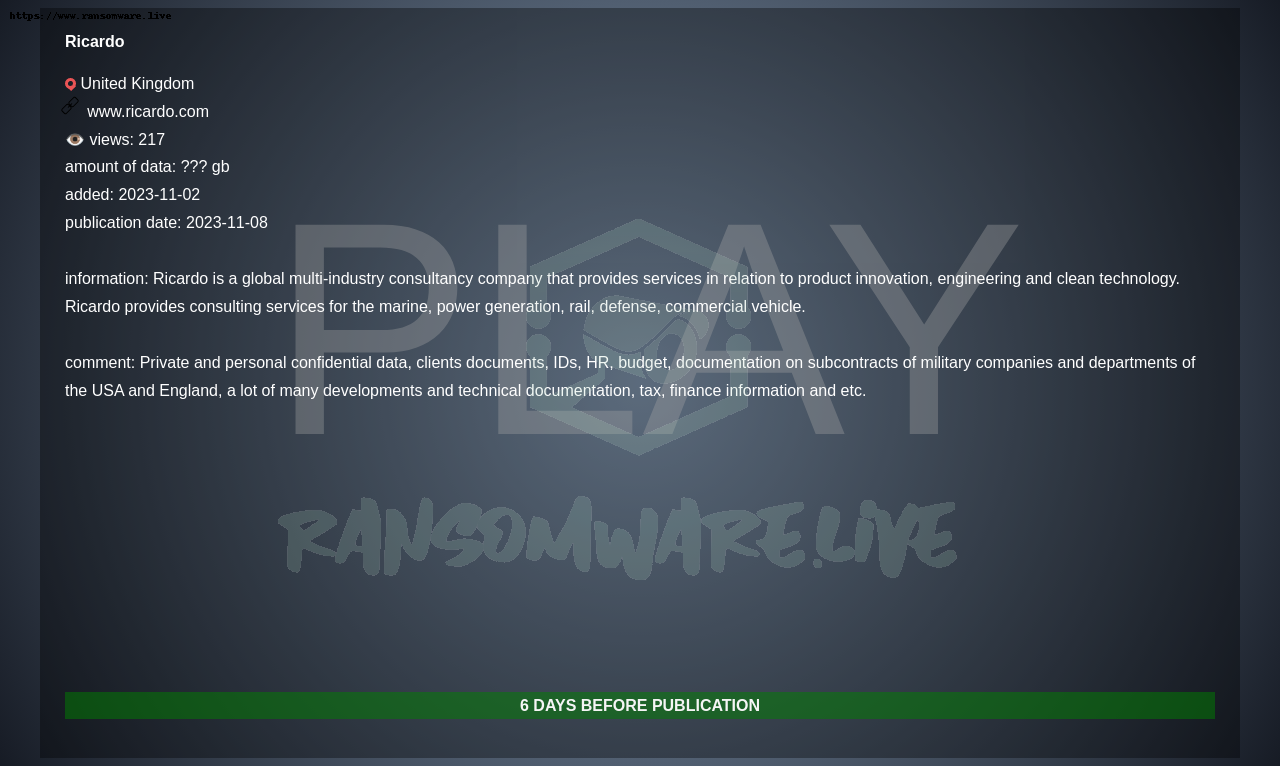 https://www.ransomware.live
Ricardo
United Kingdom
www.ricardo.com
views: 217
amount of data: ??? gb
added: 2023-11-02
publication date: 2023-11-08
PLAY
information: Ricardo is a global multi-industry consultancy company that provides services in relation to product innovation, engineering and clean technology.
Ricardo provides consulting services for the marine, power generation, rail, defense, commercial vehicle.
comment: Private and personal confidential data, clients documents, IDs, HR, budget, documentation on subcontracts of military companies and departments of
the USA and England, a lot of many developments and technical documentation, tax, finance information and etc.
RANSOMWARE.LIVE
6 DAYS BEFORE PUBLICATION